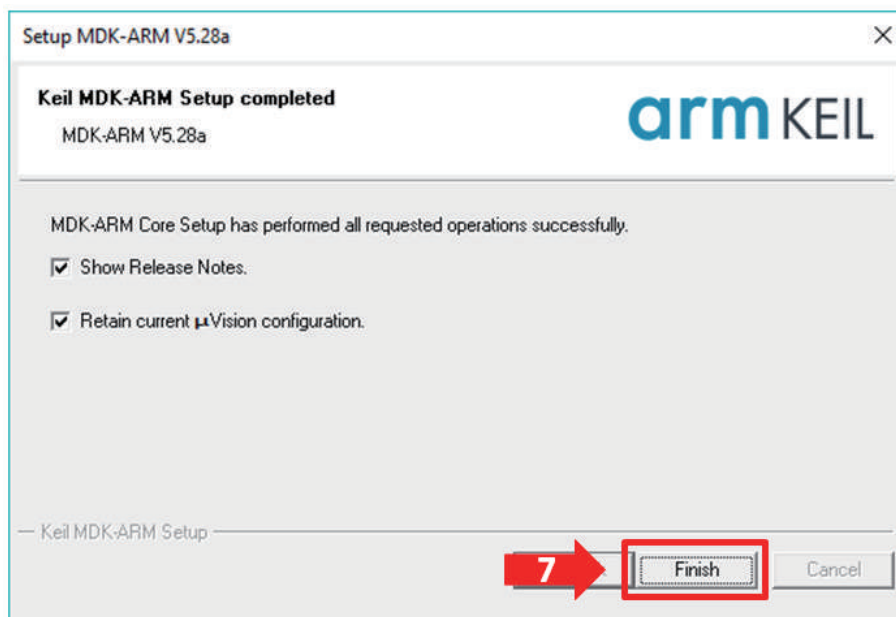 Setup MDK-ARM V5.28a
Keil MDK-ARM Setup completed
MDK-ARM V5.28a
arm KEIL
MDK-ARM Core Setup has performed all requested operations successfully.
Show Release Notes.
Retain current µVision configuration.
Keil MDK-ARM Setup
7
Finish
Cancel